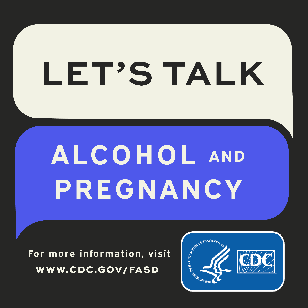 LET'S TALK
ALCOHOL AND
PREGNANCY
For more information, visit
WWW.CDC.GOV/FASD
CDC